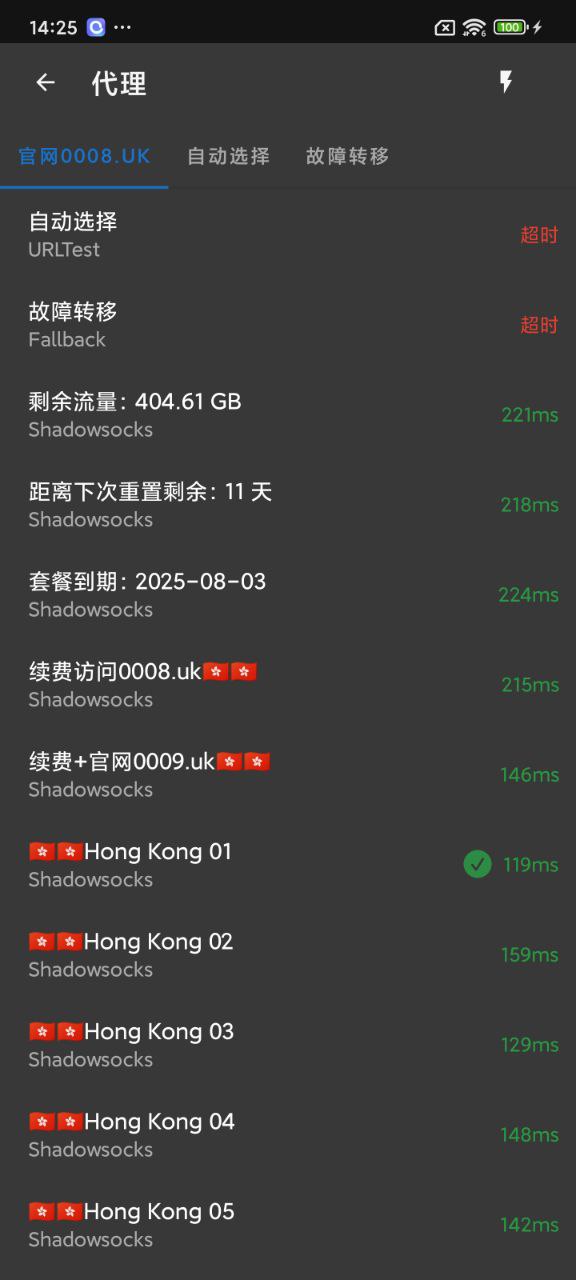 14:25
100
代理
官网0008.UK 自动选择 故障转移
自动选择
URLTest
超时
故障转移
Fallback
超时
剩余流量: 404.61 GB
Shadowsocks
221ms
距离下次重置剩余: 11 天
Shadowsocks
218ms
套餐到期: 2025-08-03
Shadowsocks
224ms
续费访问0008.uk🇭🇰🇭🇰
Shadowsocks
215ms
续费+官网0009.uk🇭🇰🇭🇰
Shadowsocks
146ms
🇭🇰🇭🇰Hong Kong 01
Shadowsocks
119ms
🇭🇰🇭🇰Hong Kong 02
Shadowsocks
159ms
🇭🇰🇭🇰Hong Kong 03
Shadowsocks
129ms
🇭🇰🇭🇰Hong Kong 04
Shadowsocks
148ms
🇭🇰🇭🇰Hong Kong 05
Shadowsocks
142ms